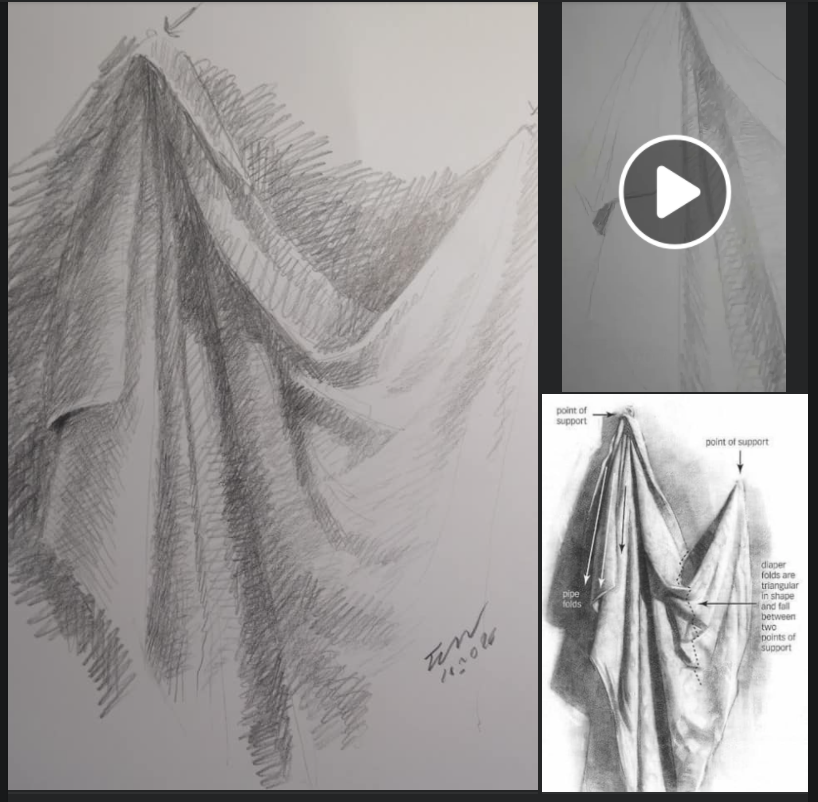 point of
support
point of support
pipe
folds
diaper
folds are
triangular
in shape
and fall
between
two
points of
support